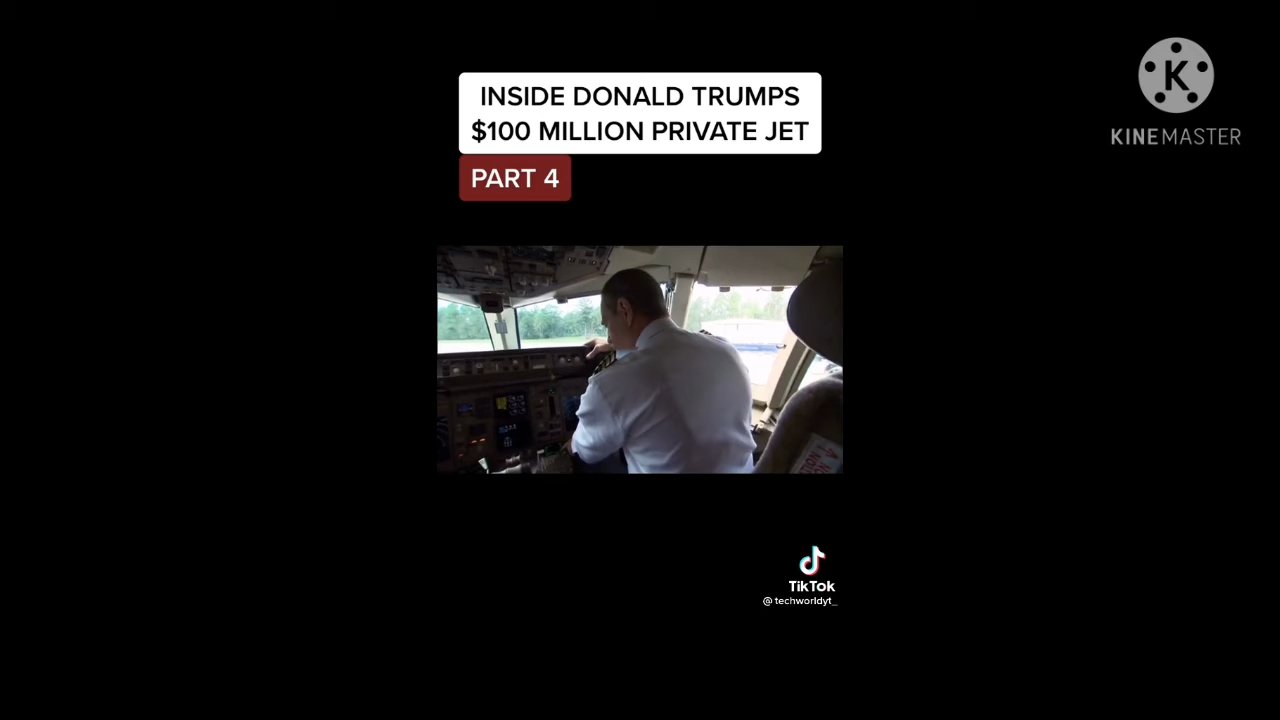 INSIDE DONALD TRUMPS
$100 MILLION PRIVATE JET
PART 4
K
KINEMASTER
TikTok
@techworldyt_